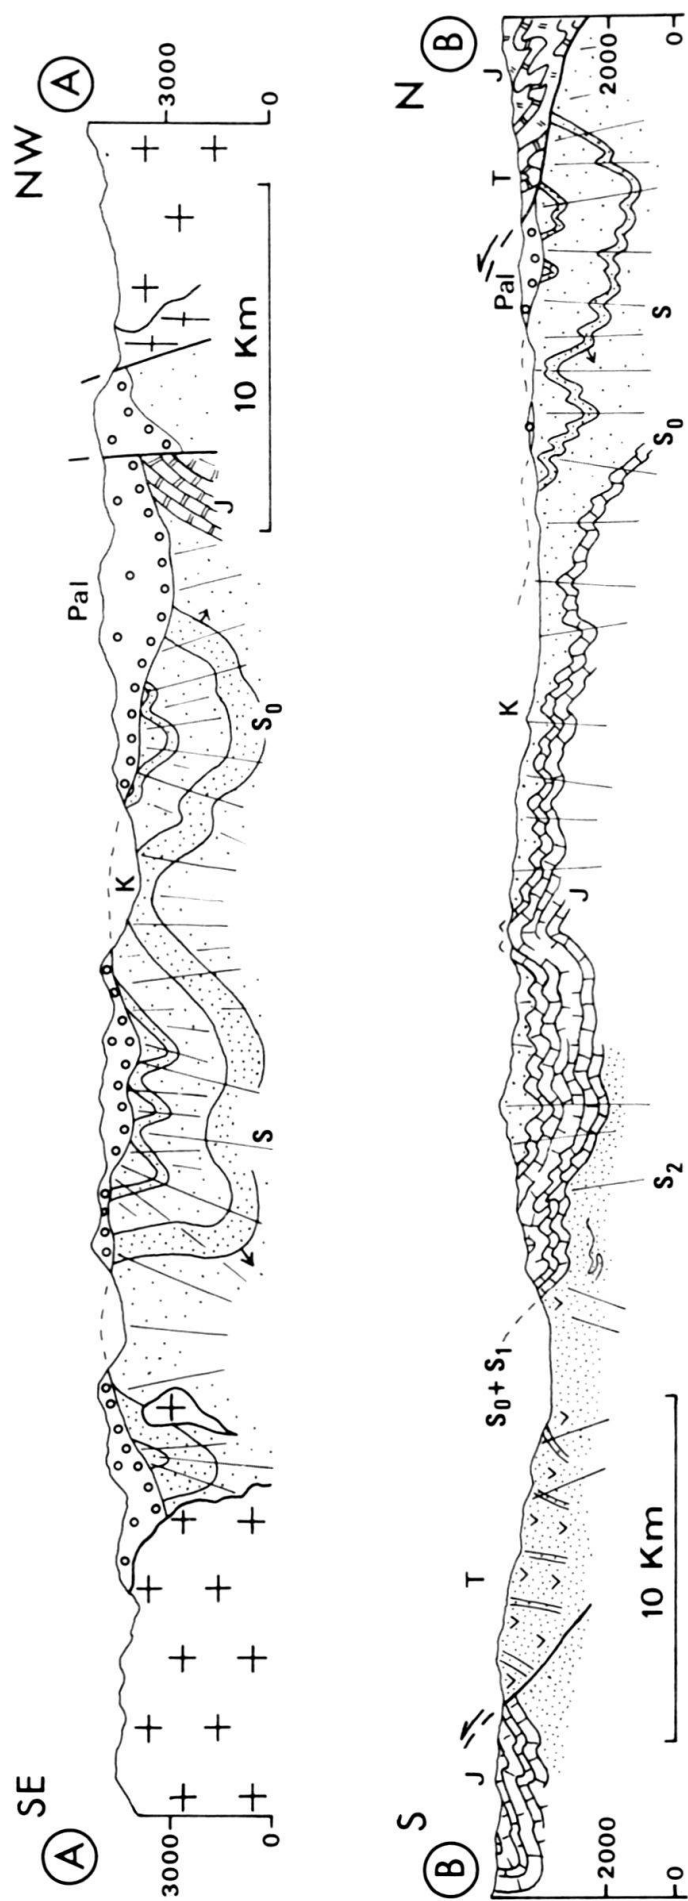 SE NW
A A
3000 3000
0 0
Pal
K
J
S
S₀
10 Km
S N
B B
J T K Pal T J
S₀ + S₁
J
S₂
S₀
S
2000 2000
0 0
10 Km